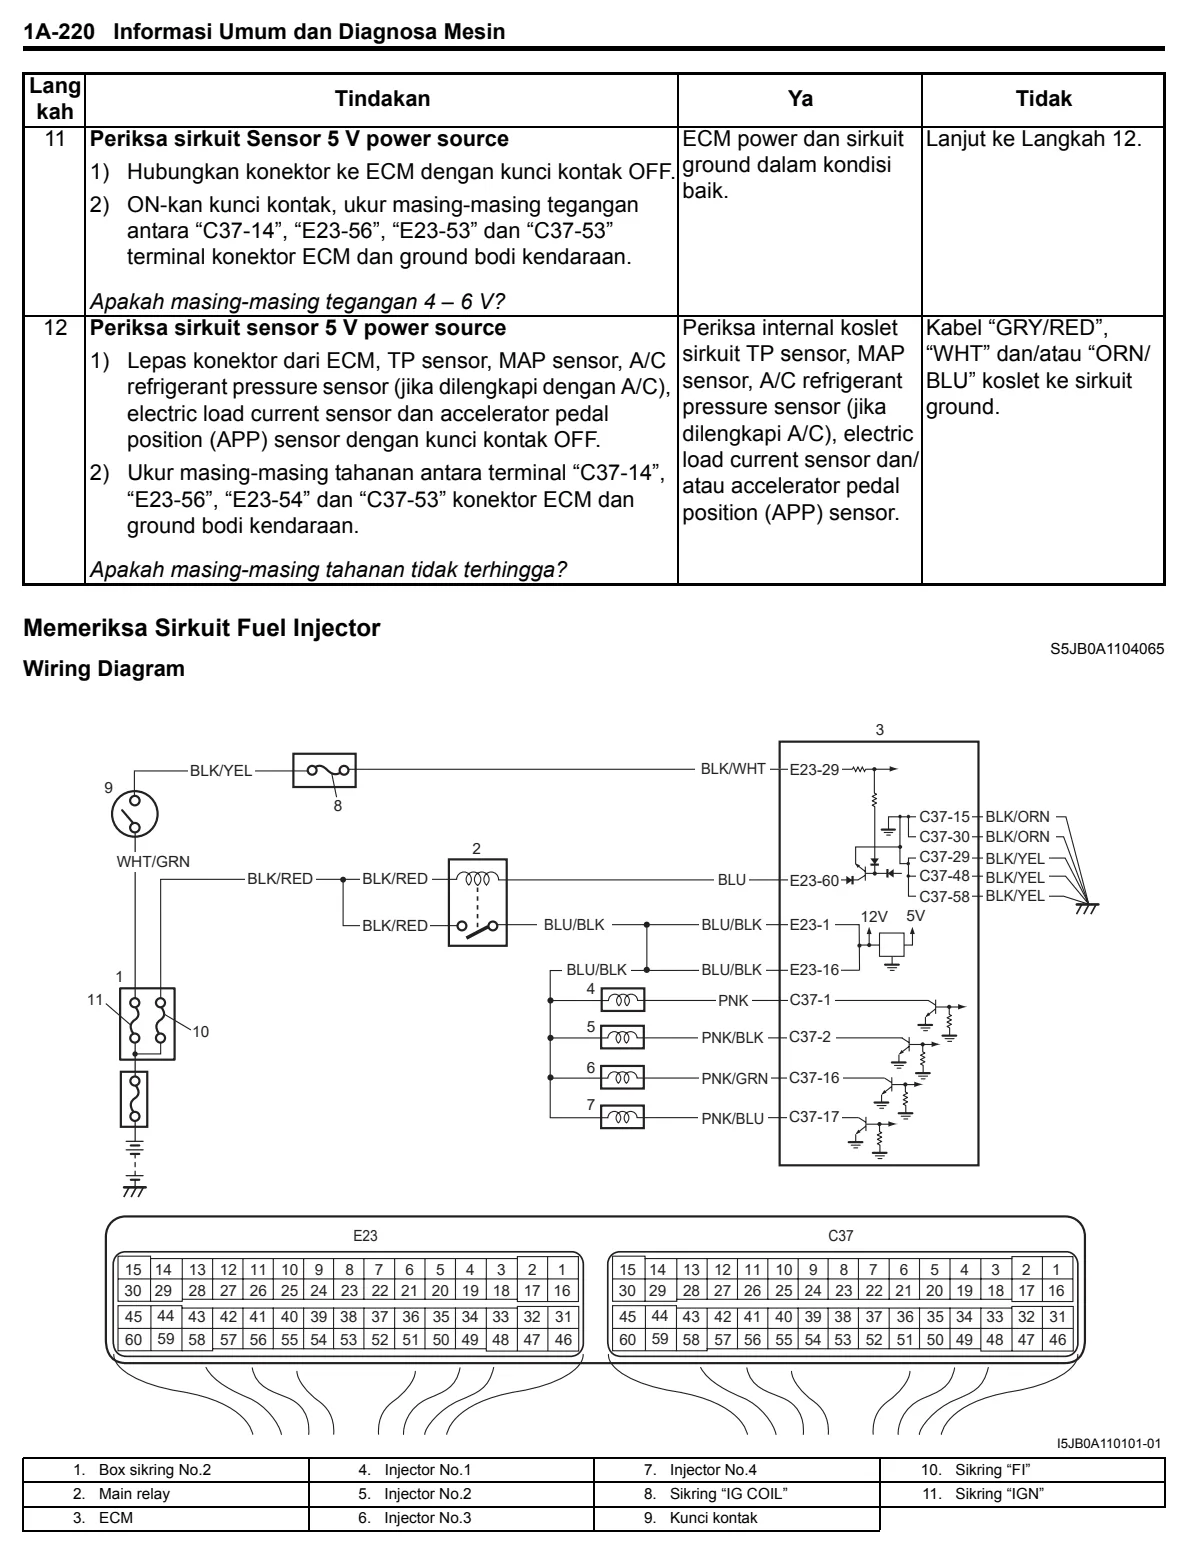 1A-220 Informasi Umum dan Diagnosa Mesin
Lang
kah
Tindakan
Ya
Tidak
11
Periksa sirkuit Sensor 5 V power source
1) Hubungkan konektor ke ECM dengan kunci kontak OFF.
2) ON-kan kunci kontak, ukur masing-masing tegangan
antara “C37-14”, “E23-56”, “E23-53” dan “C37-53”
terminal konektor ECM dan ground bodi kendaraan.
Apakah masing-masing tegangan 4 – 6 V?
ECM power dan sirkuit
ground dalam kondisi
baik.
Lanjut ke Langkah 12.
12
Periksa sirkuit sensor 5 V power source
1) Lepas konektor dari ECM, TP sensor, MAP sensor, A/C
refrigerant pressure sensor (jika dilengkapi dengan A/C),
electric load current sensor dan accelerator pedal
position (APP) sensor dengan kunci kontak OFF.
2) Ukur masing-masing tahanan antara terminal “C37-14”,
“E23-56”, “E23-54” dan “C37-53” konektor ECM dan
ground bodi kendaraan.
Apakah masing-masing tahanan tidak terhingga?
Periksa internal koslet
sirkuit TP sensor, MAP
sensor, A/C refrigerant
pressure sensor (jika
dilengkapi A/C), electric
load current sensor dan/
atau accelerator pedal
position (APP) sensor.
Kabel “GRY/RED”,
“WHT” dan/atau “ORN/
BLU” koslet ke sirkuit
ground.
Memeriksa Sirkuit Fuel Injector
S5JB0A1104065
Wiring Diagram
3
BLK/YEL
BLK/WHT
E23-29
9
8
C37-15 BLK/ORN
C37-30 BLK/ORN
C37-29 BLK/YEL
C37-48 BLK/YEL
C37-58 BLK/YEL
WHT/GRN
2
BLK/RED
BLK/RED
BLU
E23-60
BLK/RED
BLU/BLK
BLU/BLK
E23-1
12V
5V
1
BLU/BLK
BLU/BLK
E23-16
11
10
4
PNK
C37-1
5
PNK/BLK
C37-2
6
PNK/GRN
C37-16
7
PNK/BLU
C37-17
E23
C37
15 14 13 12 11 10 9 8 7 6 5 4 3 2 1
30 29 28 27 26 25 24 23 22 21 20 19 18 17 16
45 44 43 42 41 40 39 38 37 36 35 34 33 32 31
60 59 58 57 56 55 54 53 52 51 50 49 48 47 46
15 14 13 12 11 10 9 8 7 6 5 4 3 2 1
30 29 28 27 26 25 24 23 22 21 20 19 18 17 16
45 44 43 42 41 40 39 38 37 36 35 34 33 32 31
60 59 58 57 56 55 54 53 52 51 50 49 48 47 46
I5JB0A110101-01
1. Box sikring No.2
4. Injector No.1
7. Injector No.4
10. Sikring “FI”
2. Main relay
5. Injector No.2
8. Sikring “IG COIL”
11. Sikring “IGN”
3. ECM
6. Injector No.3
9. Kunci kontak